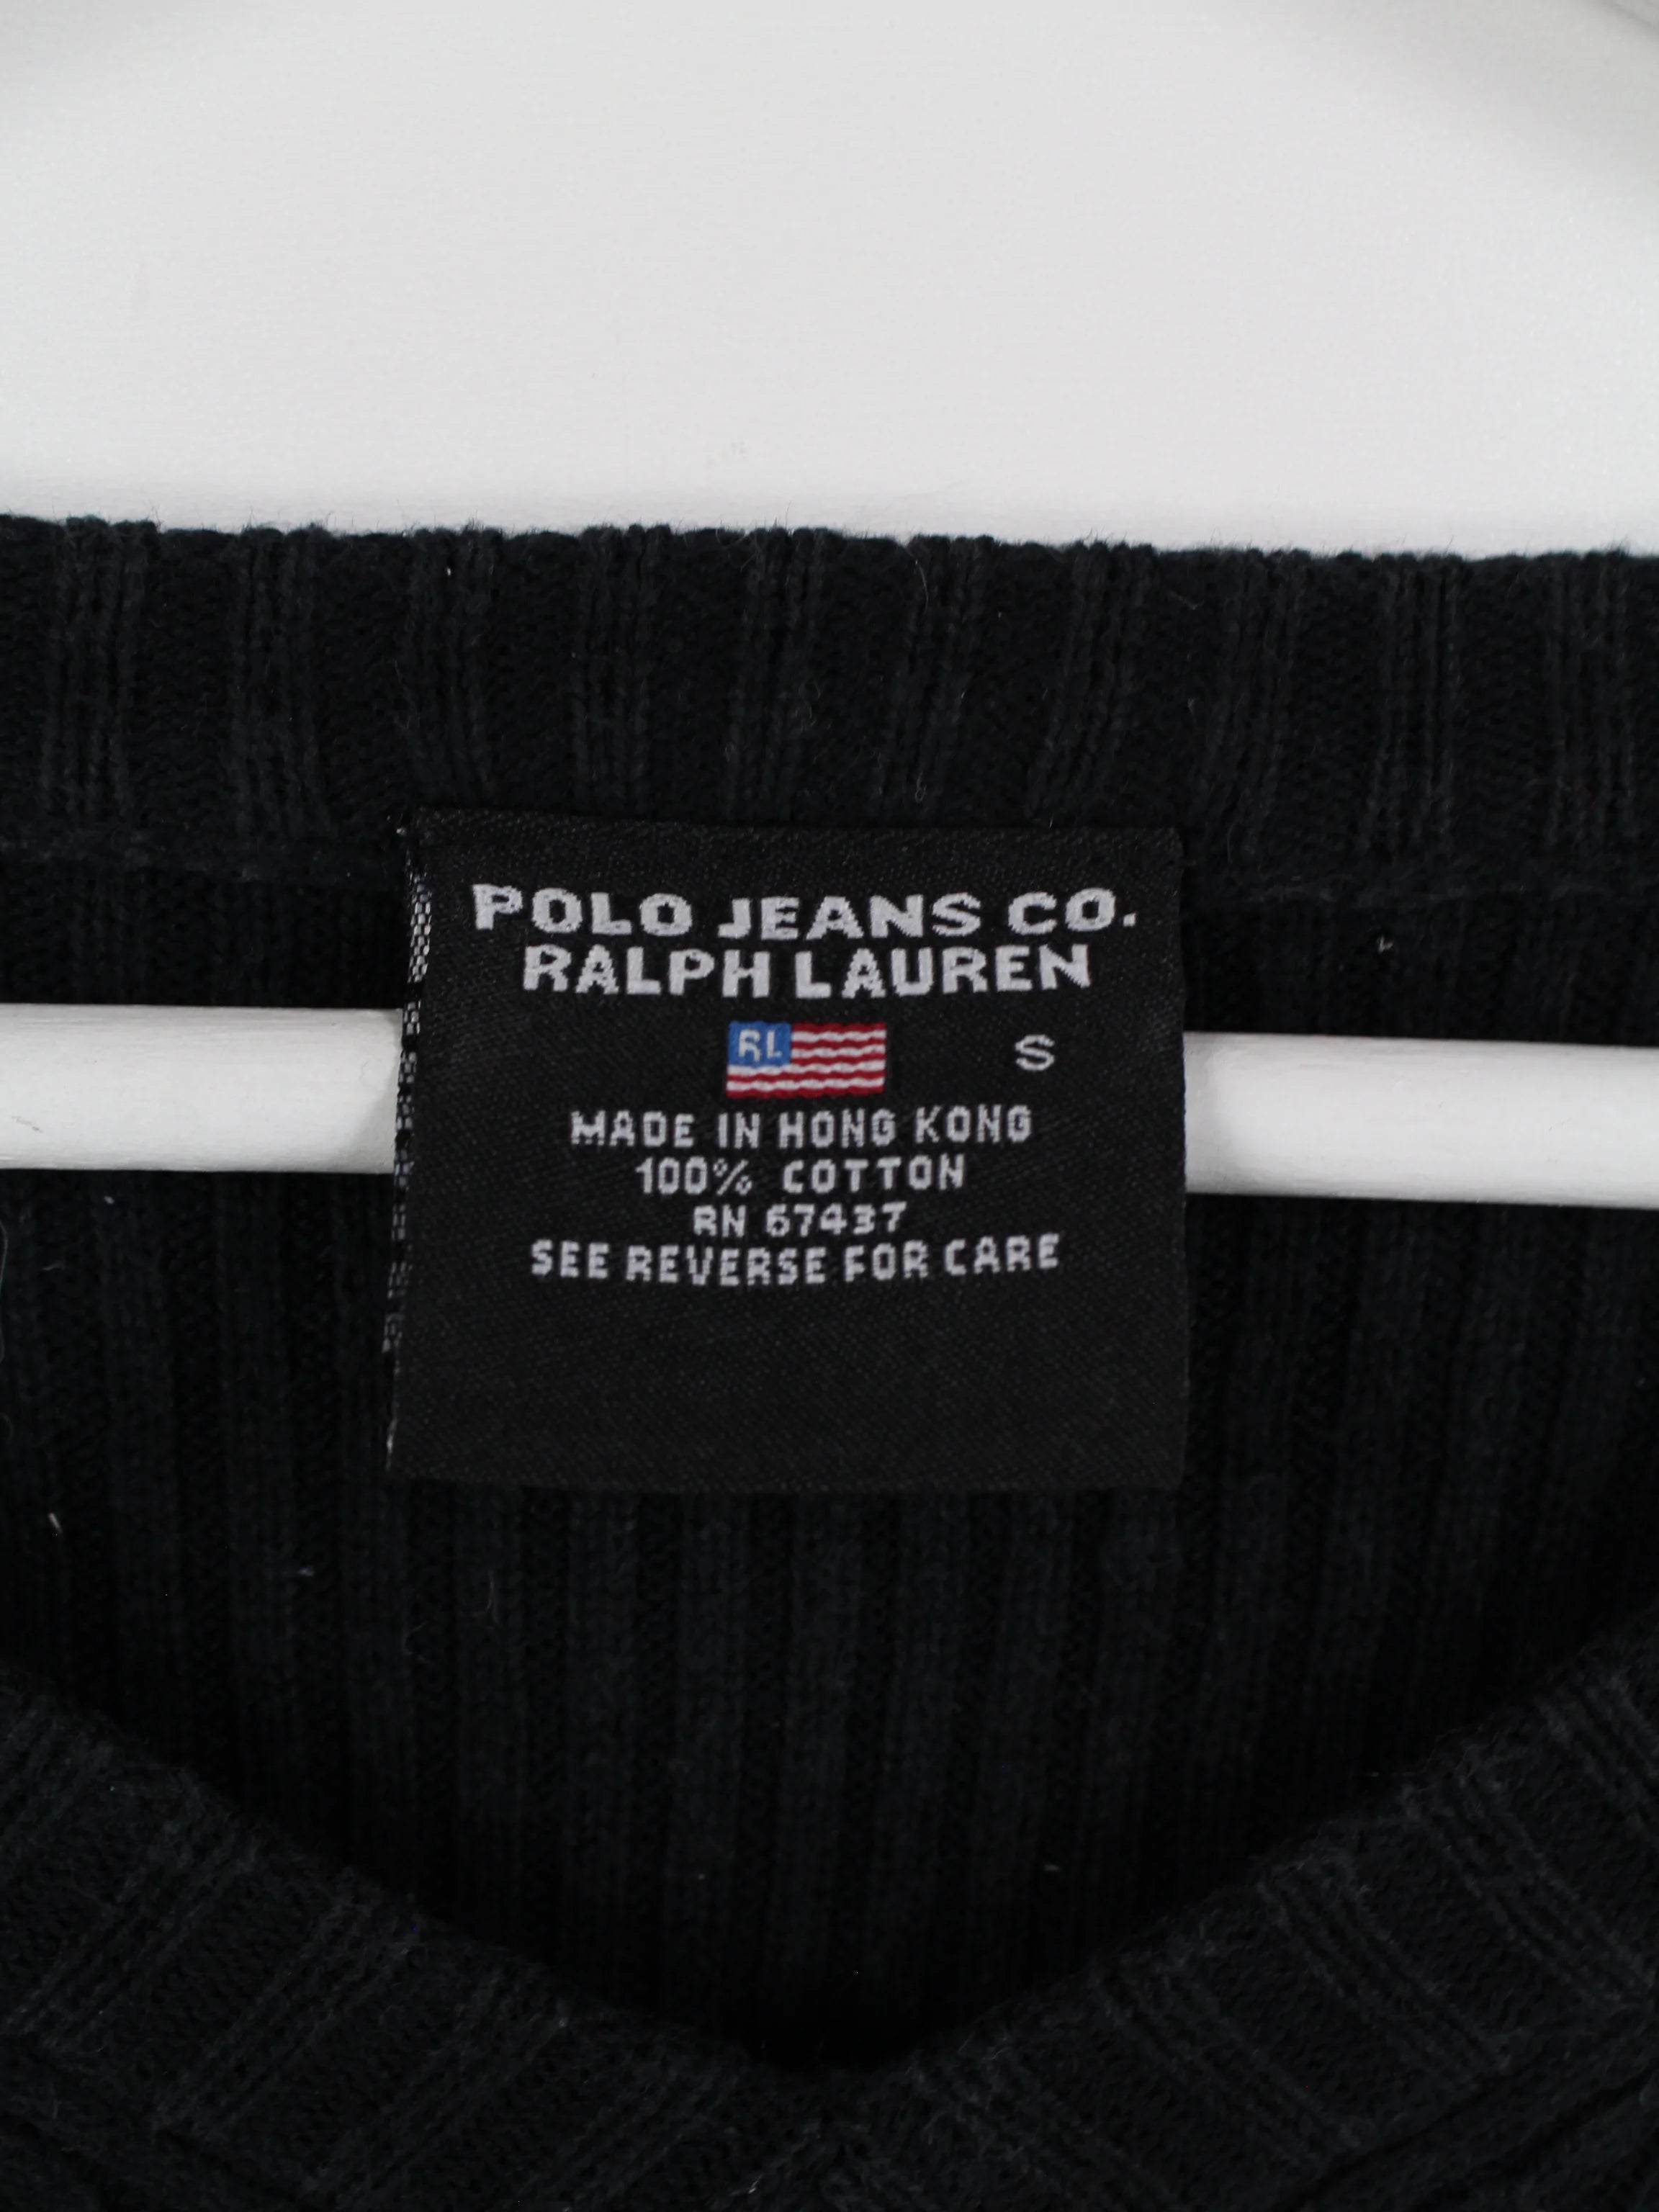 POLO JEANS CO.
RALPH LAUREN
RL S
MADE IN HONG KONG
100% COTTON
RN 67437
SEE REVERSE FOR CARE